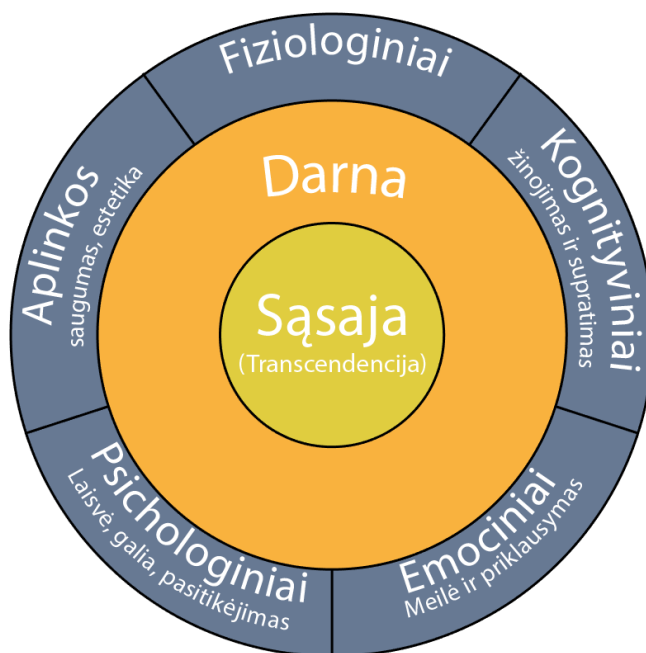 Fiziologiniai
Kognityviniai
žinojimas ir supratimas
Emociniai
Meilė ir priklausymas
Psichologiniai
Laisvė, galia, pasitikėjimas
Aplinkos
saugumas, estetika
Darna
Sąsaja
(Transcendencija)